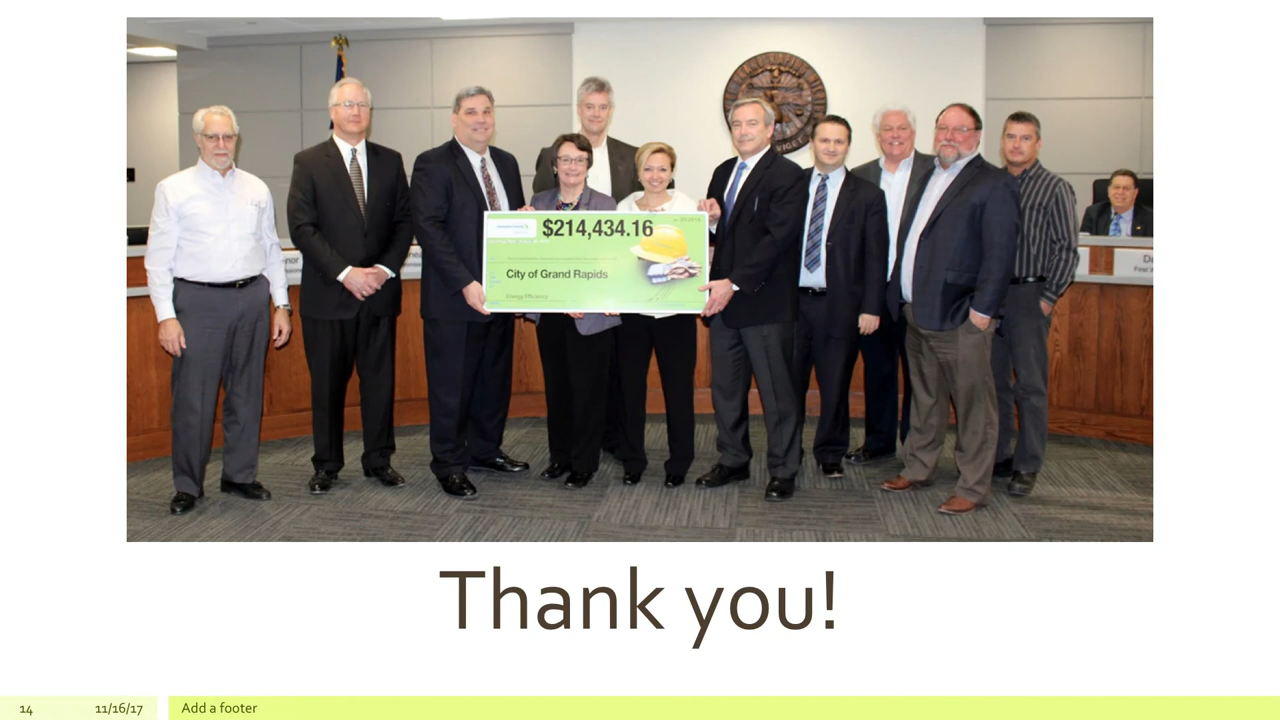 $214,434.16
City of Grand Rapids
Energy Efficiency
Thank you!
14
11/16/17
Add a footer